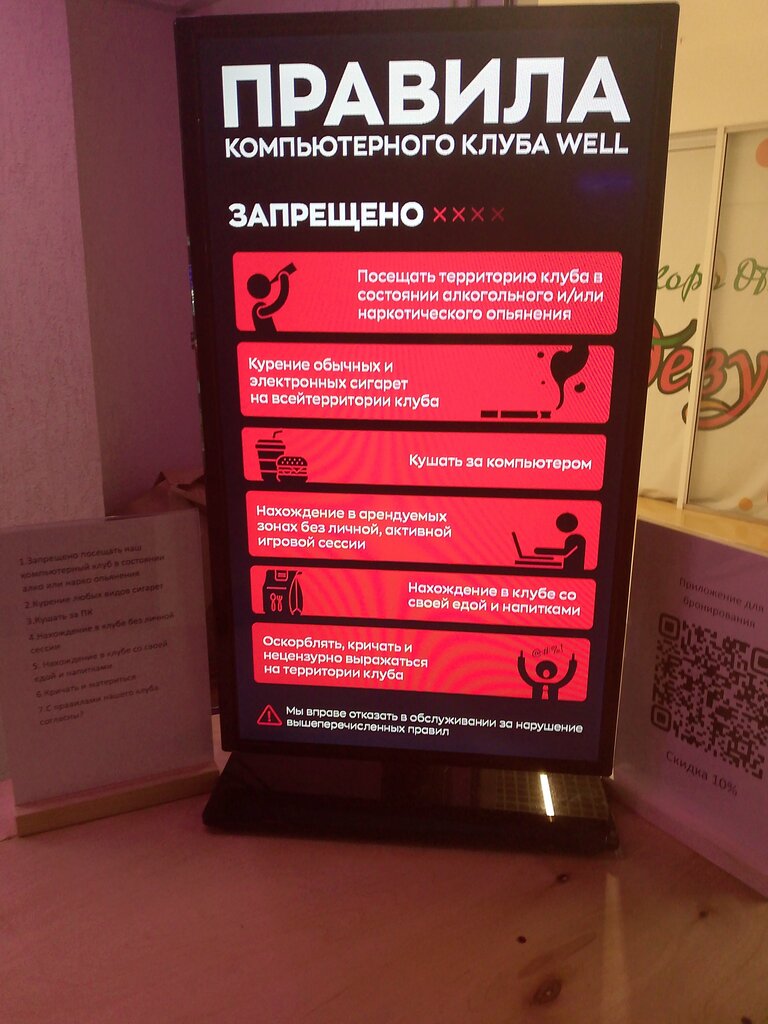 ПРАВИЛА
КОМПЬЮТЕРНОГО КЛУБА WELL
ЗАПРЕЩЕНО
Посещать территорию клуба в
состоянии алкогольного и/или
наркотического опьянения
Курение обычных и
электронных сигарет
на всейтерритории клуба
Кушать за компьютером
Нахождение в арендуемых
зонах без личной, активной
игровой сессии
Нахождение в клубе со
своей едой и напитками
Оскорблять, кричать и
нецензурно выражаться
на территории клуба
@#%!
Мы вправе отказать в обслуживании за нарушение
вышеперечисленных правил
1.Запрещено посещать наш
компьютерный клуб в состоянии
алко или нарко опьянения
2.Курение любых видов сигарет
3.Кушать за ПК
4.Нахождение в клубе без личной
сессии
5. Нахождение в клубе со своей
едой и напитками
6.Кричать и материться
7.С правилами нашего клуба
согласны?
Приложение для
бронирования
Скидка 10%